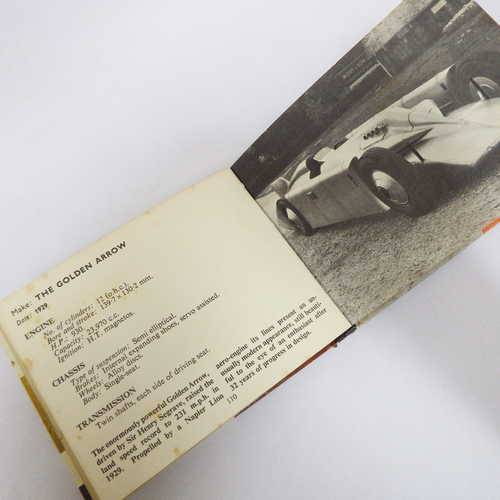 Make: THE GOLDEN ARROW
Date: 1929.
ENGINE
No. of cylinders: 12 (o.h.c.).
Bore and stroke: 139·7 × 130·2 mm.
H.P.: 930.
Capacity: 23,970 c.c.
Ignition: H.T. magnetos.
CHASSIS
Type of suspension: Semi elliptical.
Brakes: Internal expanding shoes, servo assisted.
Wheels: Alloy discs.
Body: Single-seat.
TRANSMISSION
Twin shafts, each side of driving seat.
The enormously powerful Golden Arrow,
driven by Sir Henry Segrave, raised the
land speed record to 231 m.p.h. in
1929. Propelled by a Napier Lion
aero-engine its lines present an un-
usually modern appearance, still beauti-
ful to the eye of an enthusiast after
32 years of progress in design.
110